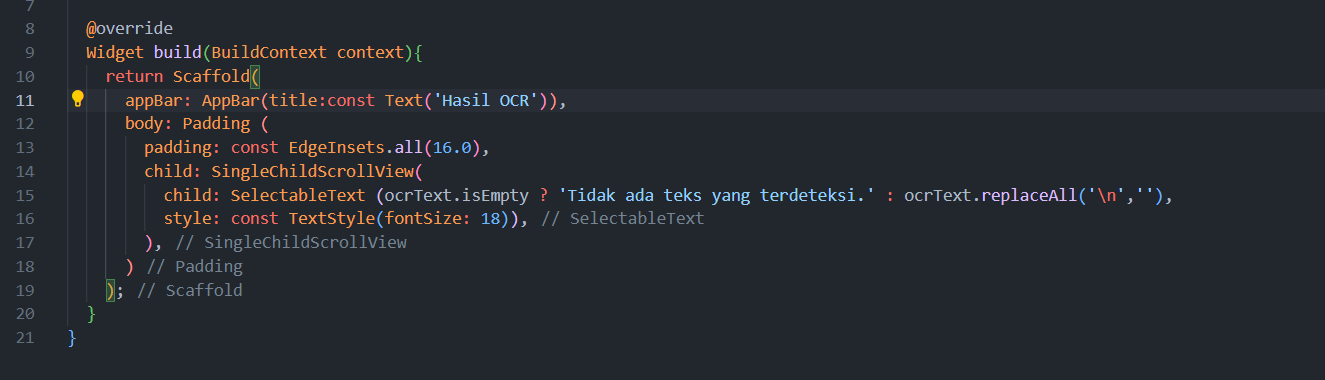 7
8 @override
9 Widget build(BuildContext context){
10 return Scaffold(
11 appBar: AppBar(title:const Text('Hasil OCR')),
12 body: Padding (
13 padding: const EdgeInsets.all(16.0),
14 child: SingleChildScrollView(
15 child: SelectableText (ocrText.isEmpty ? 'Tidak ada teks yang terdeteksi.' : ocrText.replaceAll('\n',''),
16 style: const TextStyle(fontSize: 18)), // SelectableText
17 ), // SingleChildScrollView
18 ) // Padding
19 ); // Scaffold
20 }
21 }